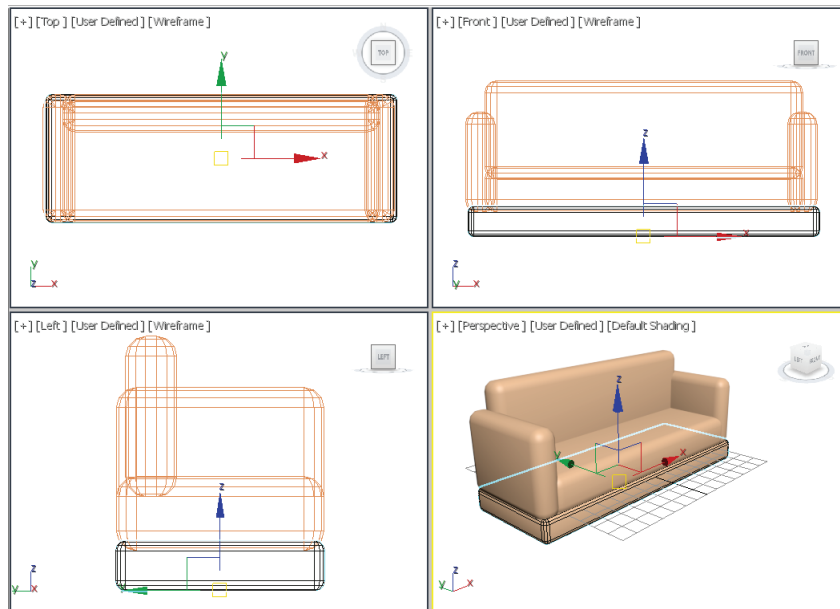 [+] [Top] [User Defined] [Wireframe]
TOP
y
x
y
z x
[+] [Front] [User Defined] [Wireframe]
FRONT
z
x
z
y x
[+] [Left] [User Defined] [Wireframe]
LEFT
z
z
y x
[+] [Perspective] [User Defined] [Default Shading]
z
y
x
z
y x